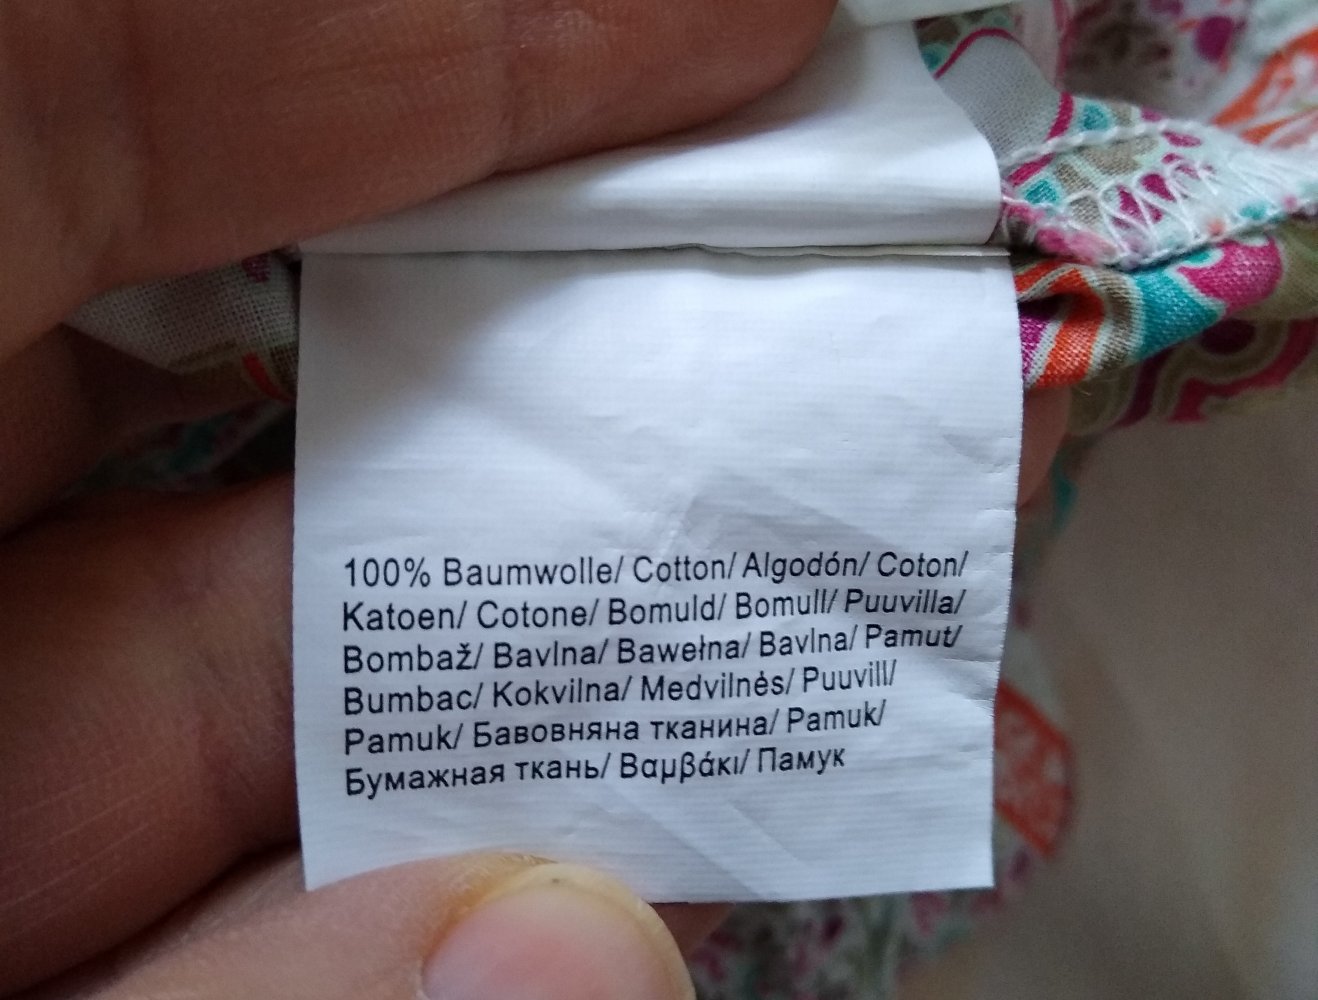 100% Baumwolle/ Cotton/ Algodón/ Coton/
Katoen/ Cotone/ Bomuld/ Bomull/ Puuvilla/
Bombaž/ Bavlna/ Bawełna/ Bavlna/ Pamut/
Bumbac/ Kokvilna/ Medvilnės/ Puuvill/
Pamuk/ Бавовняна тканина/ Pamuk/
Бумажная ткань/ Βαμβάκι/ Памук